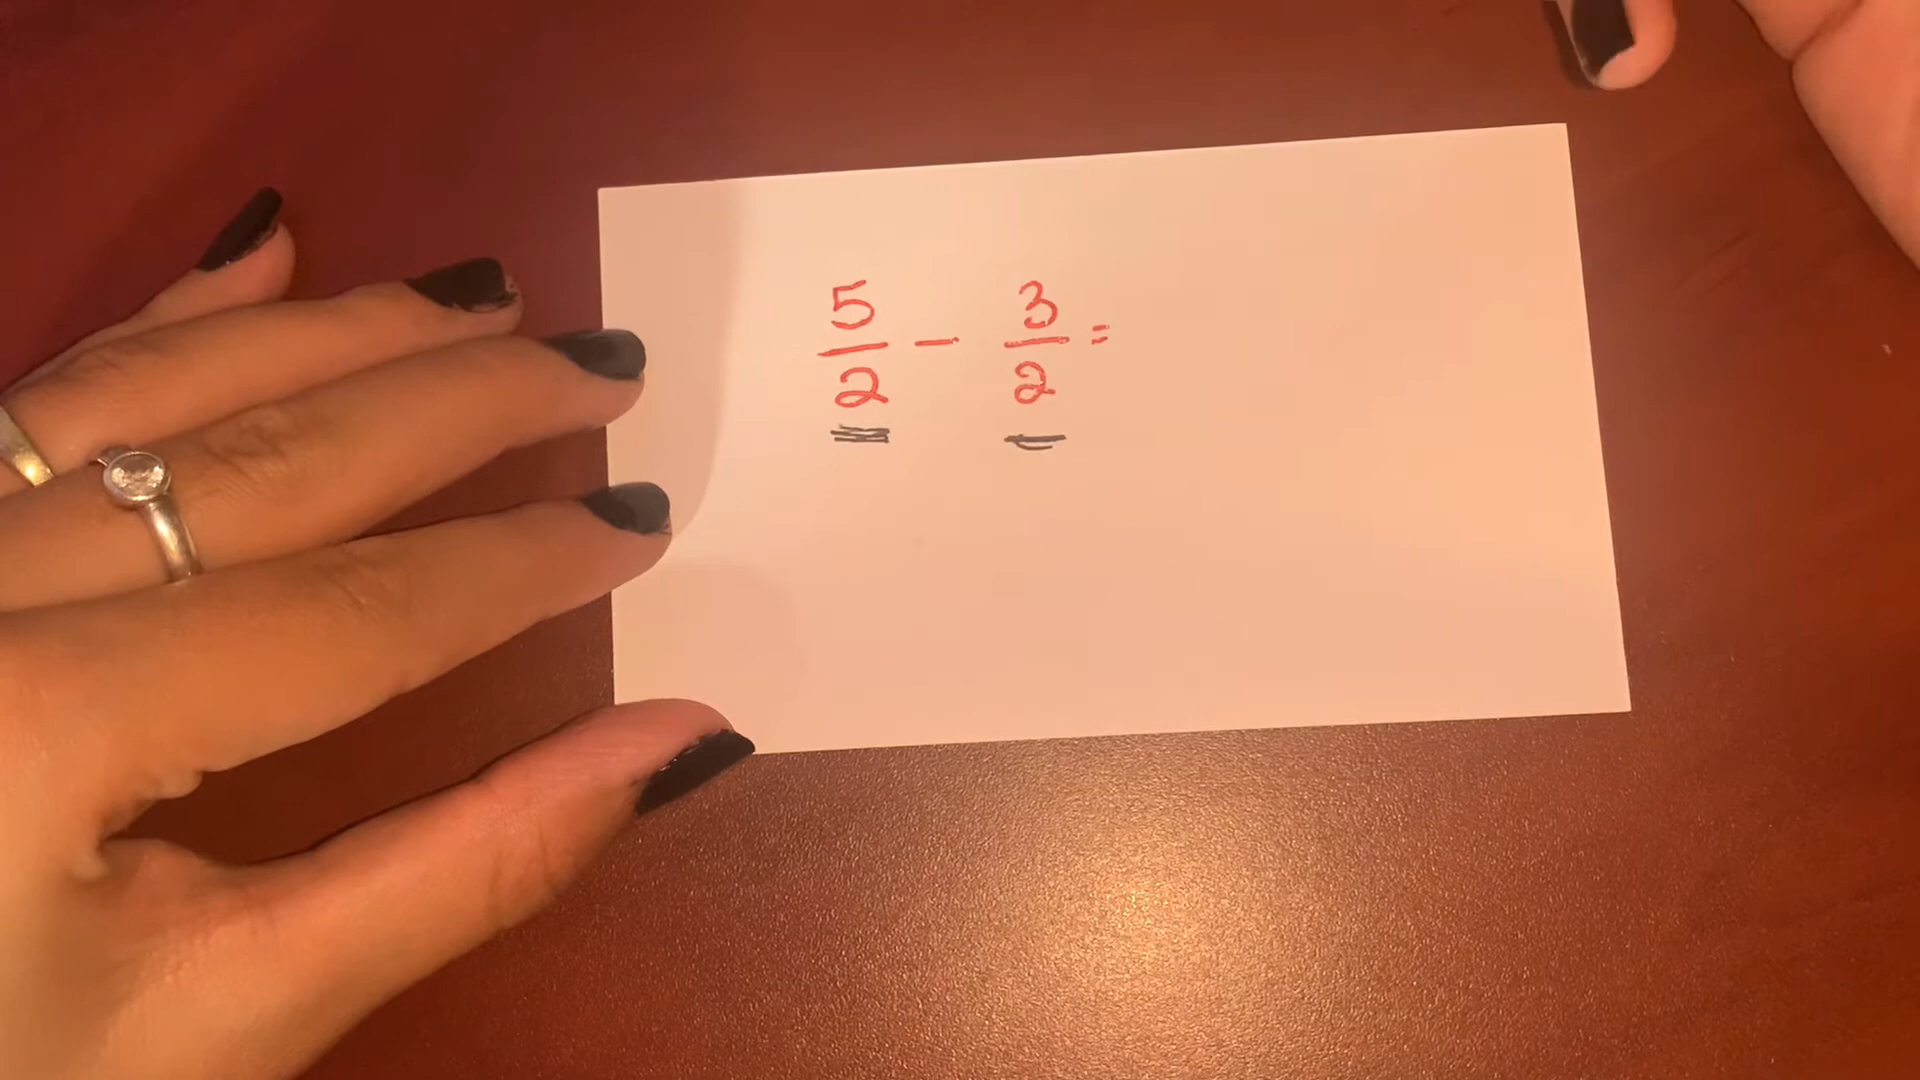 5/2 - 3/2 =